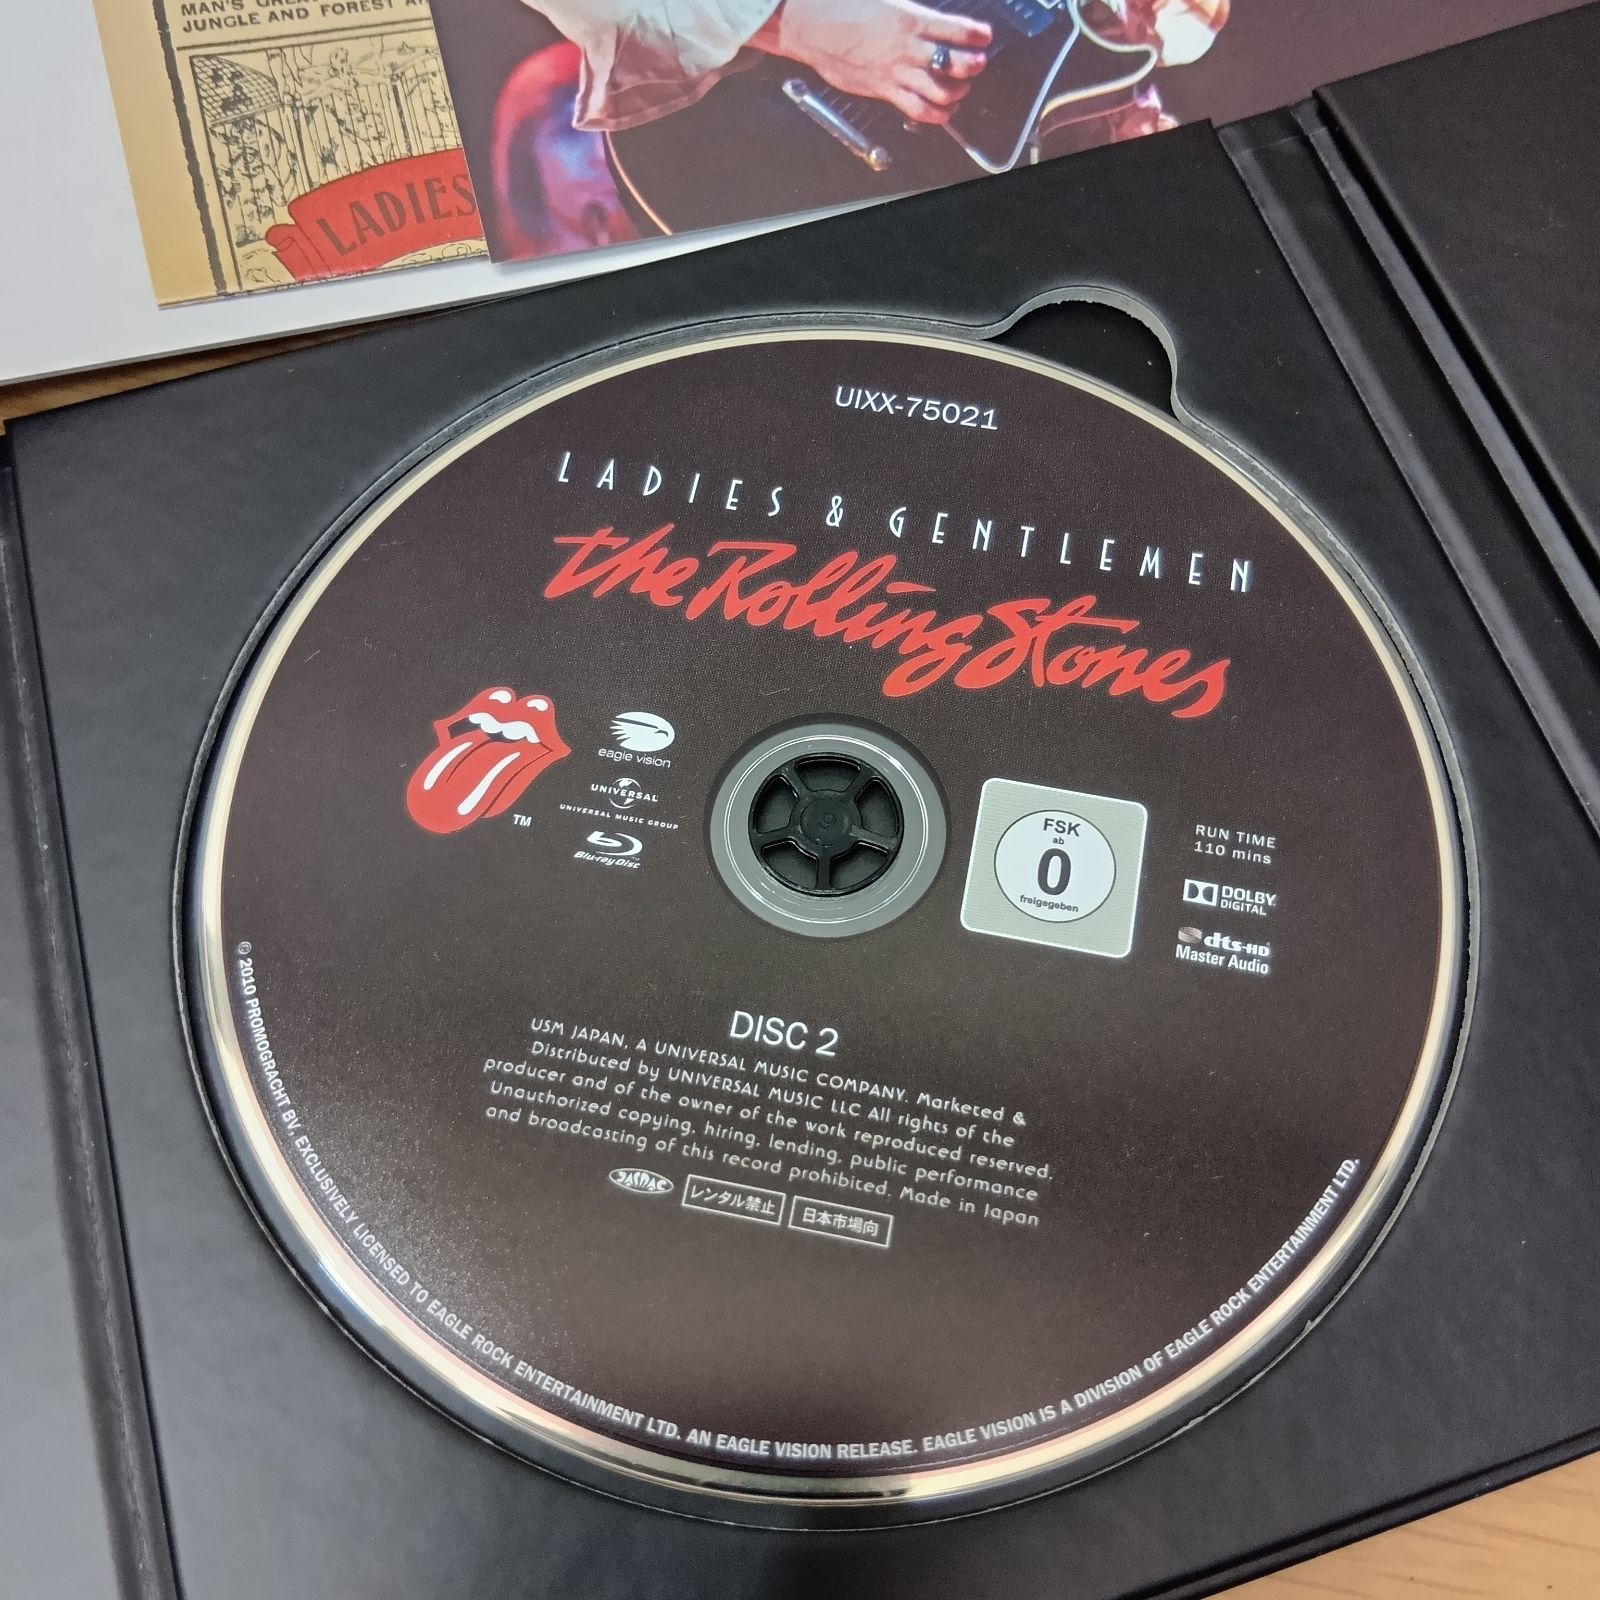 MAN'S GREA
JUNGLE AND FOREST A
LADIES
UIXX-75021
LADIES & GENTLEMEN
the Rolling Stones
TM
eagle vision
UNIVERSAL
UNIVERSAL MUSIC GROUP
Blu-ray Disc
9
FSK
ab
0
freigegeben
RUN TIME
110 mins
DOLBY
DIGITAL
dts-HD
Master Audio
DISC 2
USM JAPAN, A UNIVERSAL MUSIC COMPANY. Marketed &
Distributed by UNIVERSAL MUSIC LLC All rights of the
producer and of the owner of the work reproduced reserved.
Unauthorized copying, hiring, lending, public performance
and broadcasting of this record prohibited. Made in Japan
JASRAC
レンタル禁止
日本市場向
© 2010 PROMOGRACHT BV, EXCLUSIVELY LICENSED TO EAGLE ROCK ENTERTAINMENT LTD. AN EAGLE VISION RELEASE. EAGLE VISION IS A DIVISION OF EAGLE ROCK ENTERTAINMENT LTD.